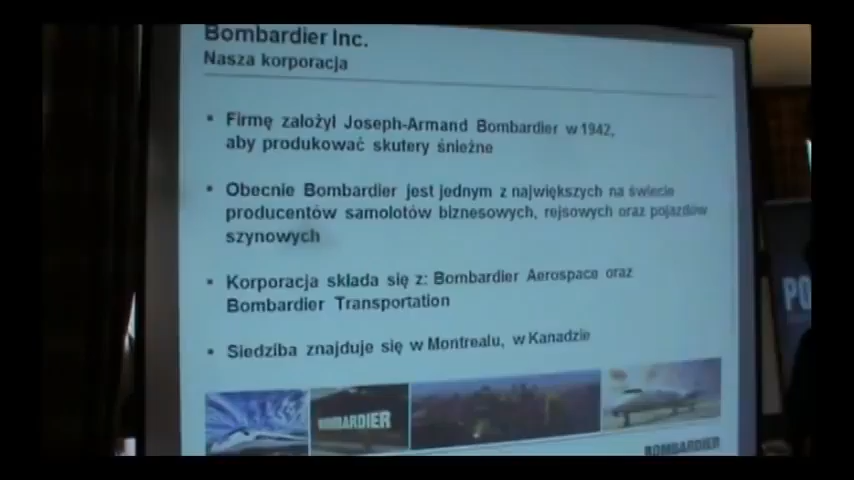 Bombardier Inc.
Nasza korporacja
▪ Firmę założył Joseph-Armand Bombardier w 1942,
aby produkować skutery śnieżne
▪ Obecnie Bombardier jest jednym z największych na świecie
producentów samolotów biznesowych, rejsowych oraz pojazdów
szynowych
▪ Korporacja składa się z: Bombardier Aerospace oraz
Bombardier Transportation
▪ Siedziba znajduje się w Montrealu, w Kanadzie
BOMBARDIER
BOMBARDIER
PO